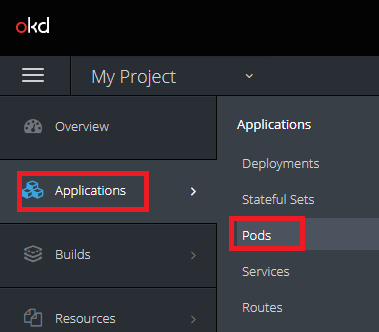 okd
My Project
Overview
Applications
Builds
Resources
Applications
Deployments
Stateful Sets
Pods
Services
Routes